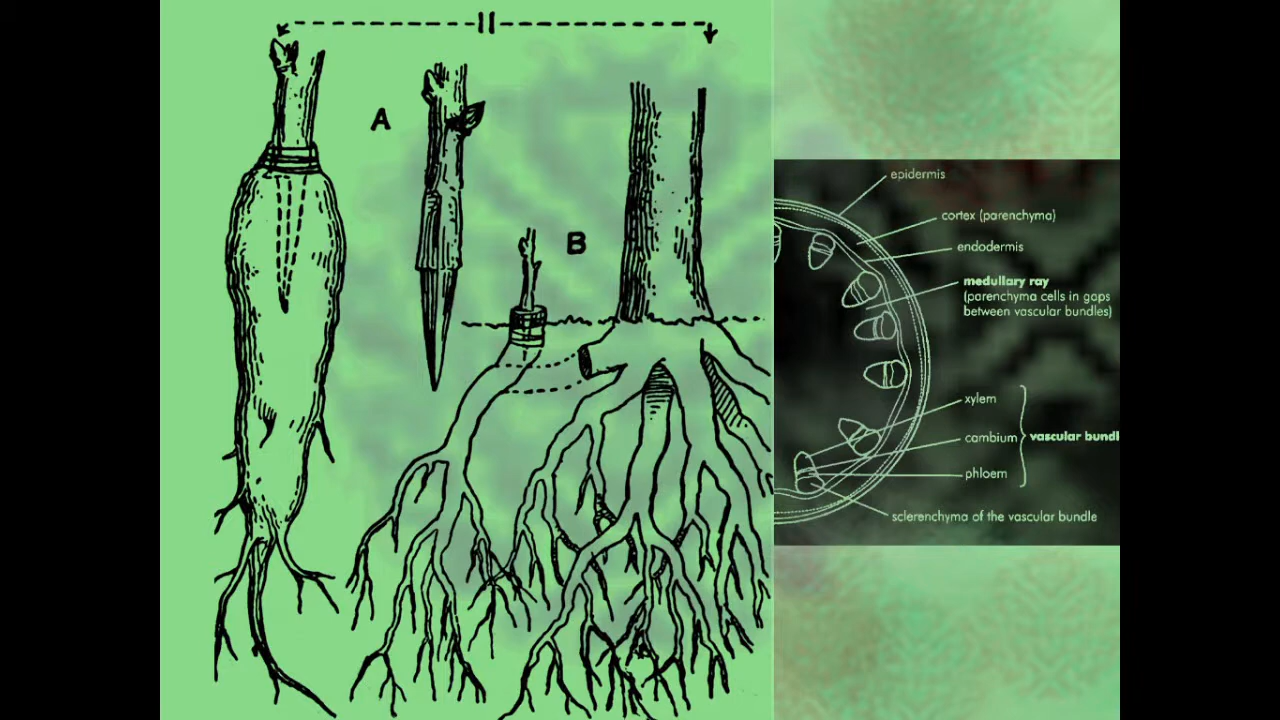 A
B
epidermis
cortex (parenchyma)
endodermis
medullary ray
(parenchyma cells in gaps
between vascular bundles)
xylem
cambium
vascular bundl
phloem
sclerenchyma of the vascular bundle